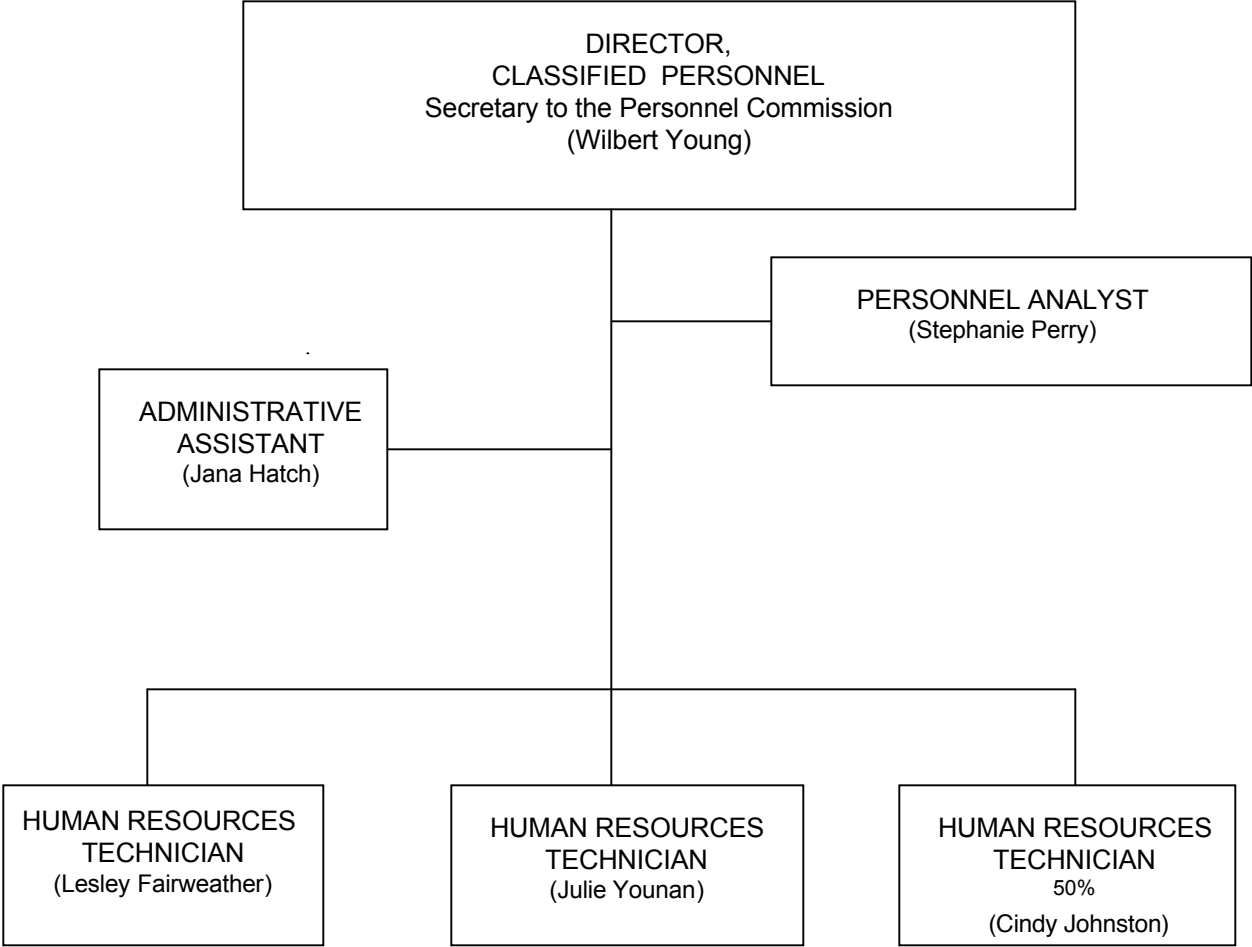 DIRECTOR,
CLASSIFIED PERSONNEL
Secretary to the Personnel Commission
(Wilbert Young)
PERSONNEL ANALYST
(Stephanie Perry)
.
ADMINISTRATIVE
ASSISTANT
(Jana Hatch)
HUMAN RESOURCES
TECHNICIAN
(Lesley Fairweather)
HUMAN RESOURCES
TECHNICIAN
(Julie Younan)
HUMAN RESOURCES
TECHNICIAN
50%
(Cindy Johnston)